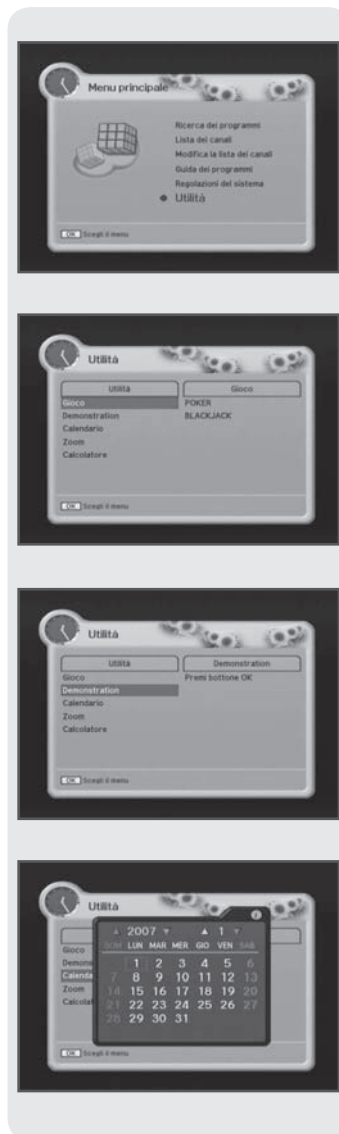 Menu principale
Ricerca dei programmi
Lista dei canali
Modifica la lista dei canali
Guida dei programmi
Regolazioni del sistema
Utilità
OK Scegli il menu
Utilità
Utilità Gioco
Gioco POKER
Demonstration BLACKJACK
Calendario
Zoom
Calcolatore
OK Scegli il menu
Utilità
Utilità Demonstration
Gioco Premi bottone OK
Demonstration
Calendario
Zoom
Calcolatore
OK Scegli il menu
Utilità
2007 1
DOM LUN MAR MER GIO VEN SAB
1 2 3 4 5 6
7 8 9 10 11 12 13
14 15 16 17 18 19 20
21 22 23 24 25 26 27
28 29 30 31
Gioco
Demons
Calenda
Zoom
Calcolat
OK Scegli il menu